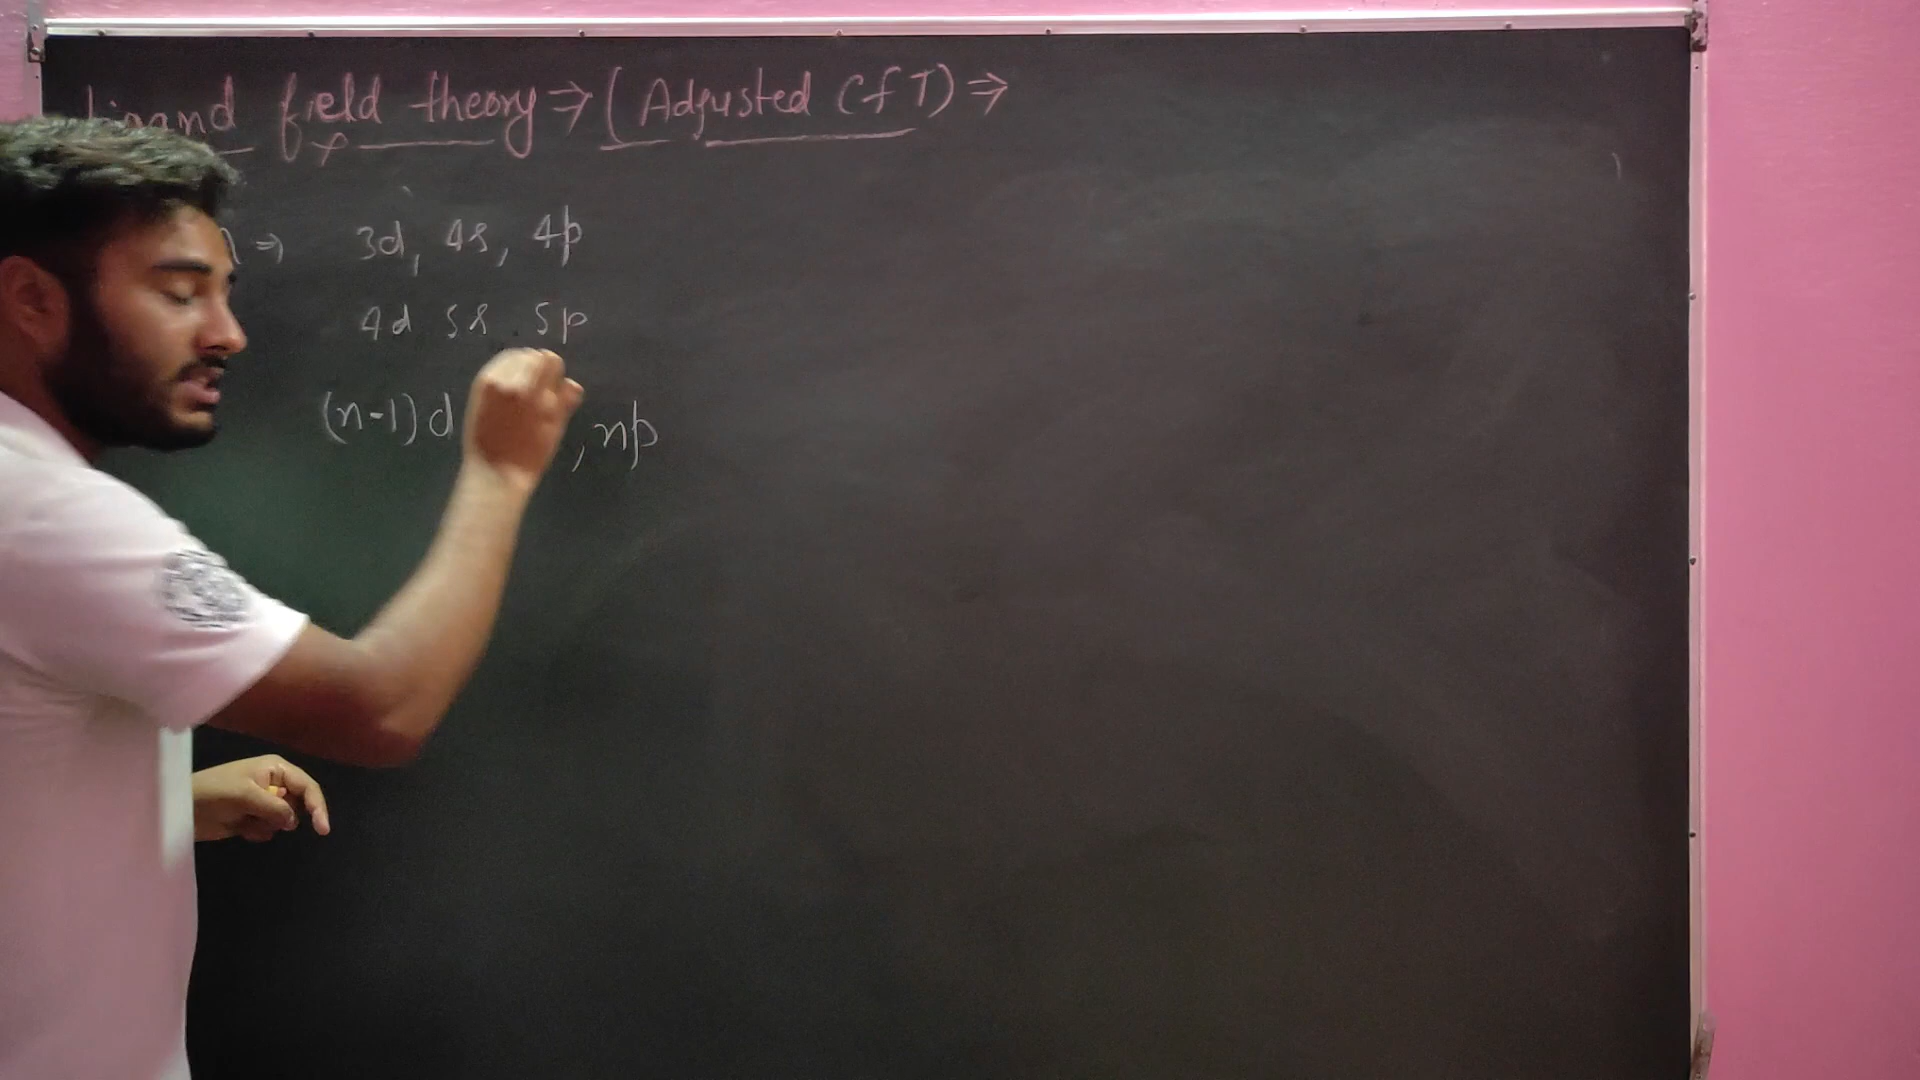 Ligand field theory ⇒ (Adjusted CFT) ⇒
⇒ 3d, 4s, 4p
4d 5s 5p
(n-1)d , np